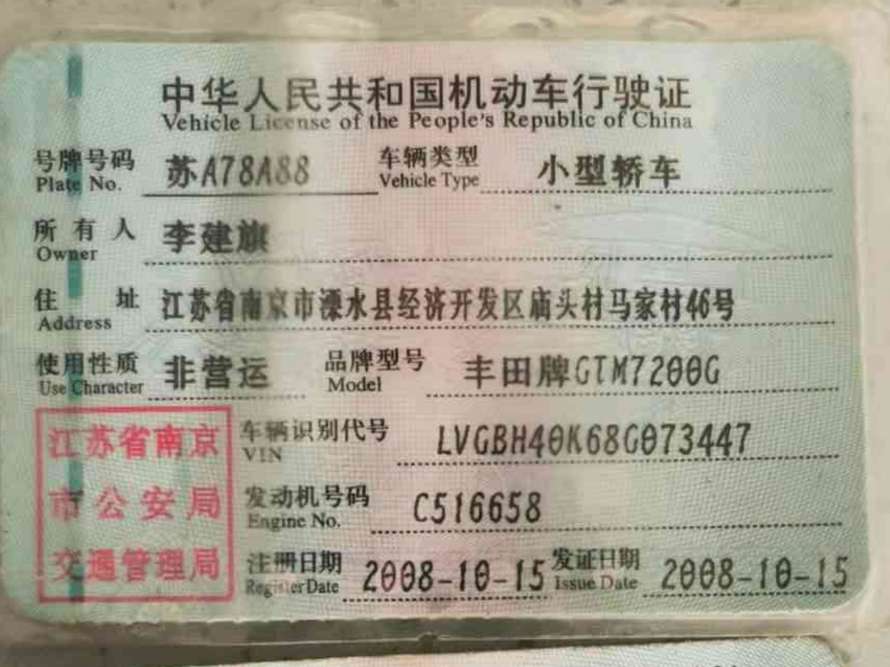 中华人民共和国机动车行驶证
Vehicle License of the People's Republic of China
号牌号码 苏A78A88 车辆类型 小型轿车
Plate No. Vehicle Type
所有人 李建旗
Owner
住址 江苏省南京市溧水县经济开发区庙头村马家村46号
Address
使用性质 非营运 品牌型号 丰田牌GTM7200G
Use Character Model
江苏省南京
市公安局
交通管理局
车辆识别代号 LVGBH40K68G073447
VIN
发动机号码 C516658
Engine No.
注册日期 2008-10-15 发证日期 2008-10-15
Register Date Issue Date